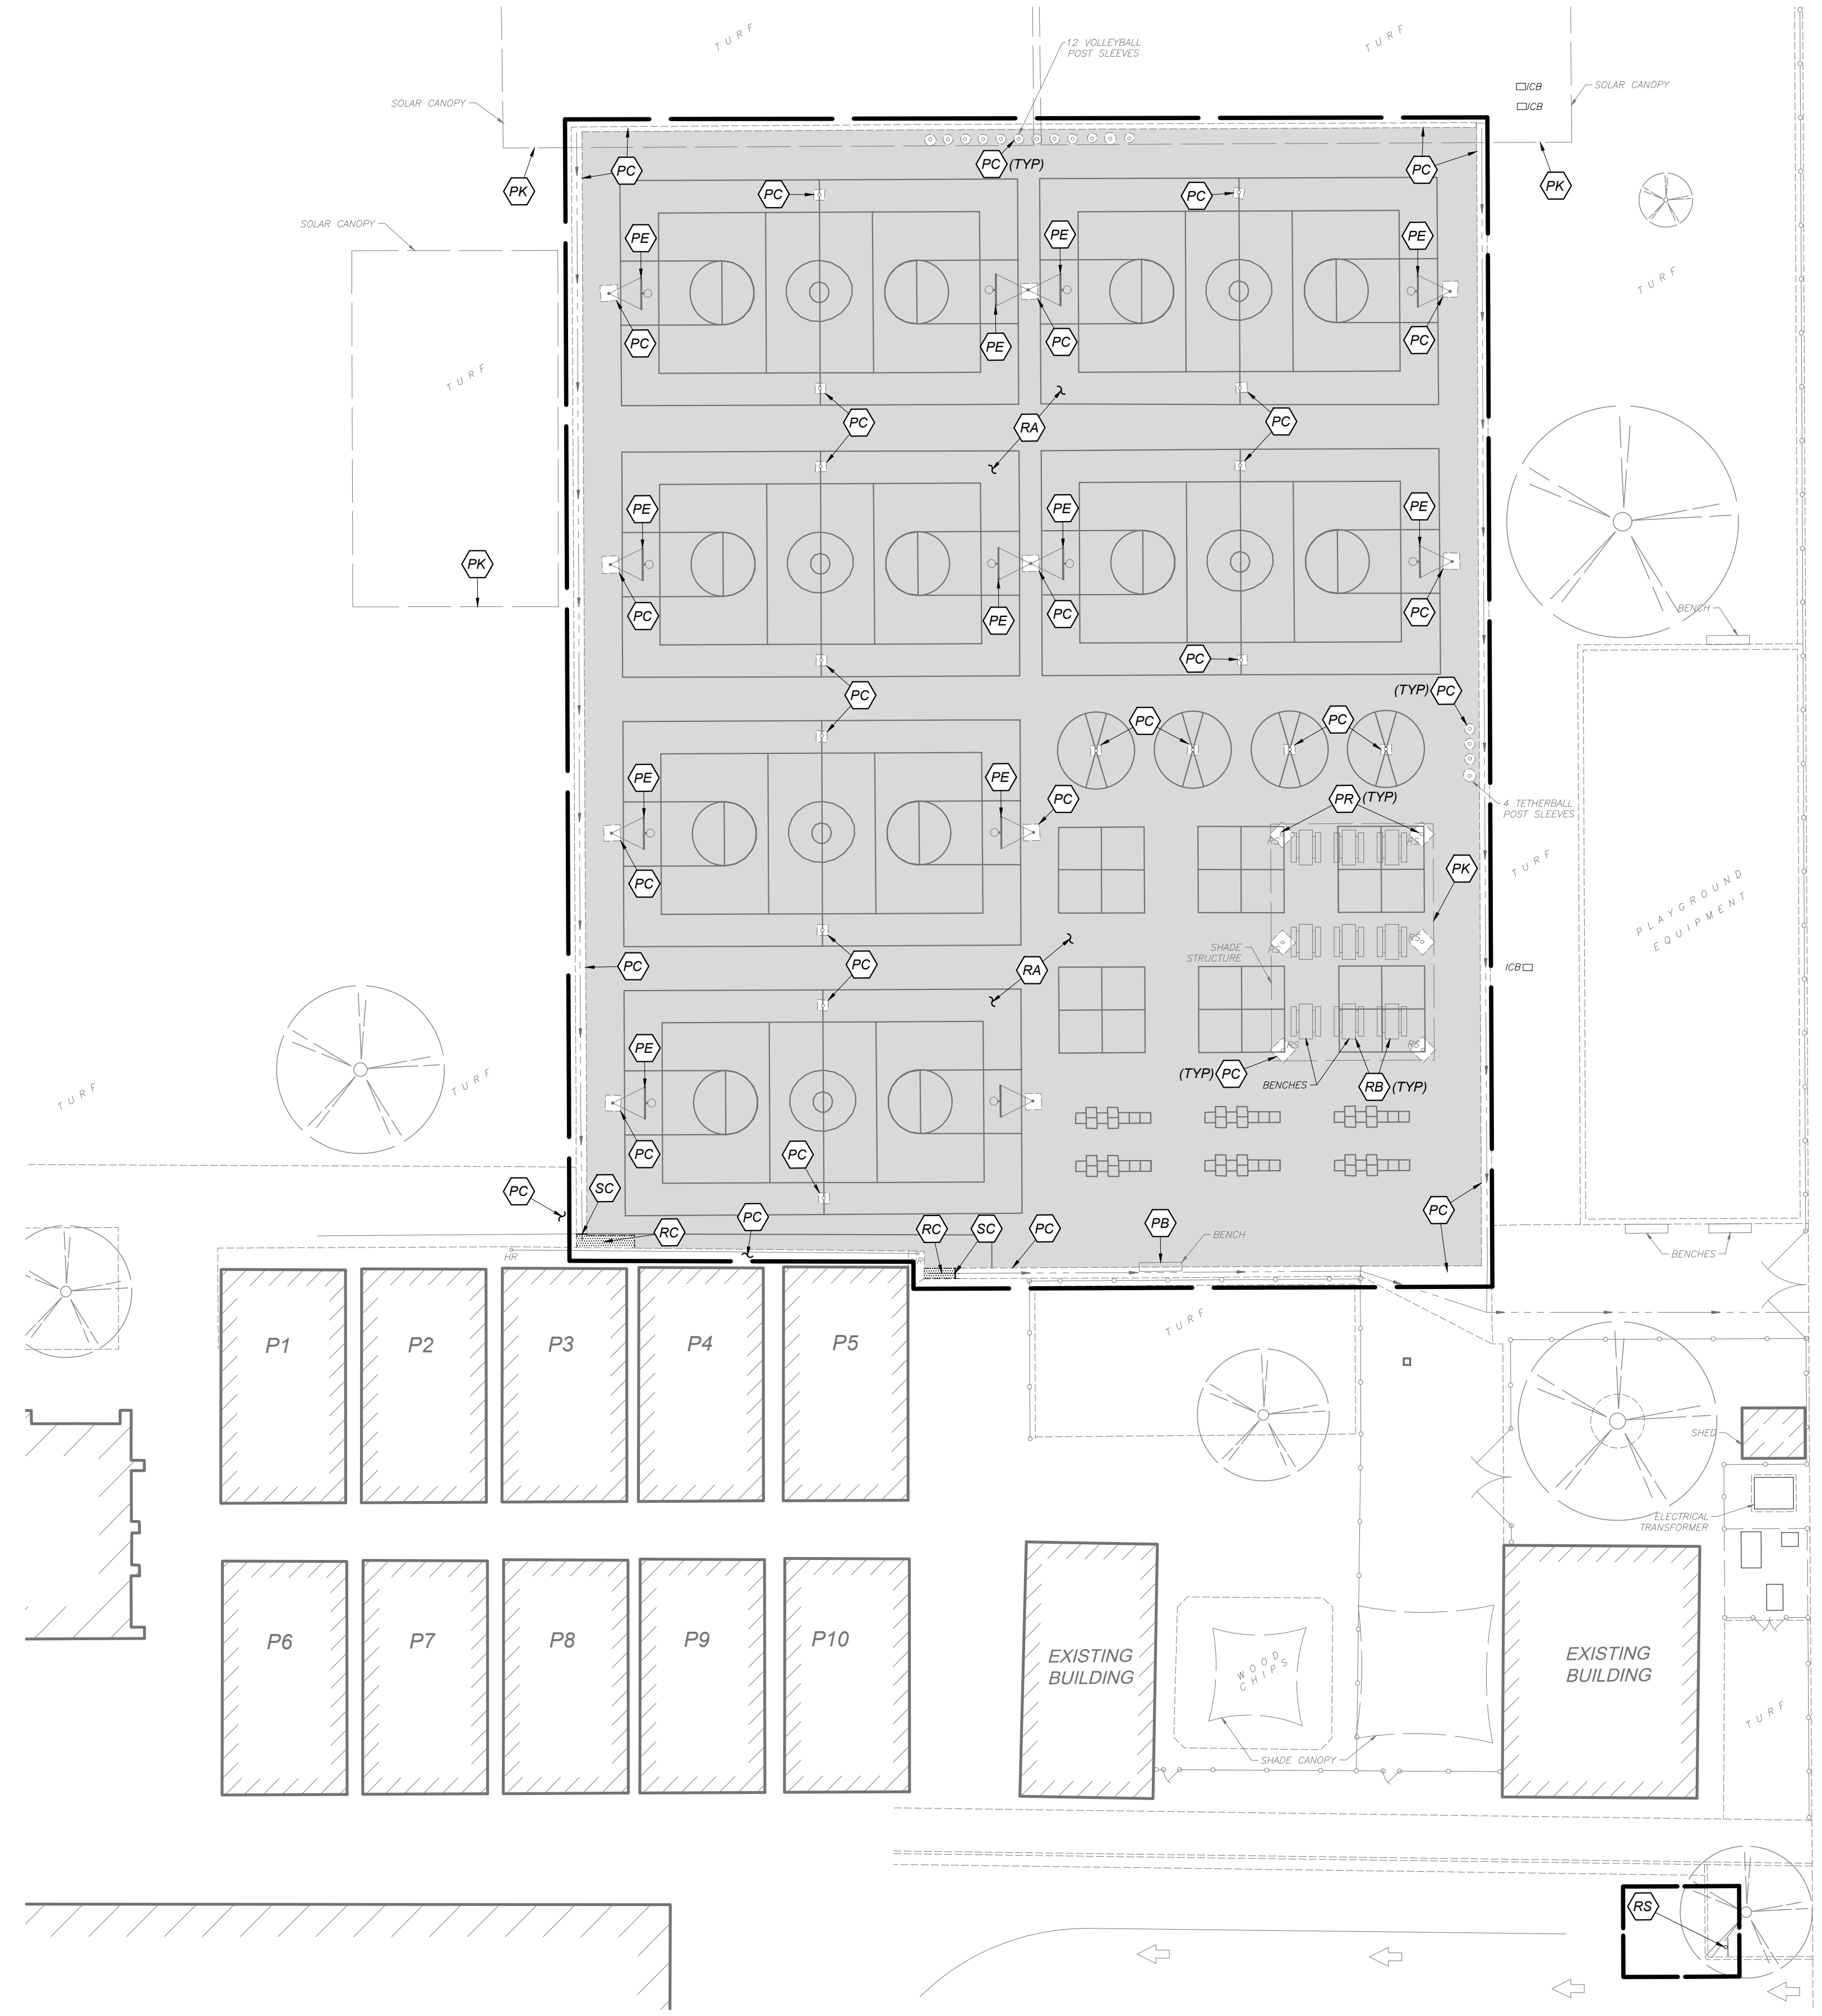 TURF
TURF
12 VOLLEYBALL
POST SLEEVES
ICB
SOLAR CANOPY
SOLAR CANOPY
ICB
PC
PC (TYP)
PC
PK
PK
PC
PC
SOLAR CANOPY
PE
PE
PE
TURF
PC
PE
PC
PC
TURF
PC
RA
PC
PE
PE
PE
PK
BENCH
PC
PE
PC
PC
PC
PC
(TYP) PC
PC
PC
PE
PE
PR (TYP)
PC
4 TETHERBALL
POST SLEEVES
RS
RS
TURF
PK
PC
PLAYGROUND
EQUIPMENT
RS
RS
SHADE
STRUCTURE
PC
PC
RA
ICB
PE
RS
RS
(TYP) PC
BENCHES
RB (TYP)
TURF
TURF
PC
PC
SC
PC
PC
PC
RC
RC
SC
PC
PB
BENCH
HR
BENCHES
TURF
P1
P2
P3
P4
P5
SHED
ELECTRICAL
TRANSFORMER
P6
P7
P8
P9
P10
EXISTING
BUILDING
WOOD
CHIPS
EXISTING
BUILDING
TURF
SHADE CANOPY
RS